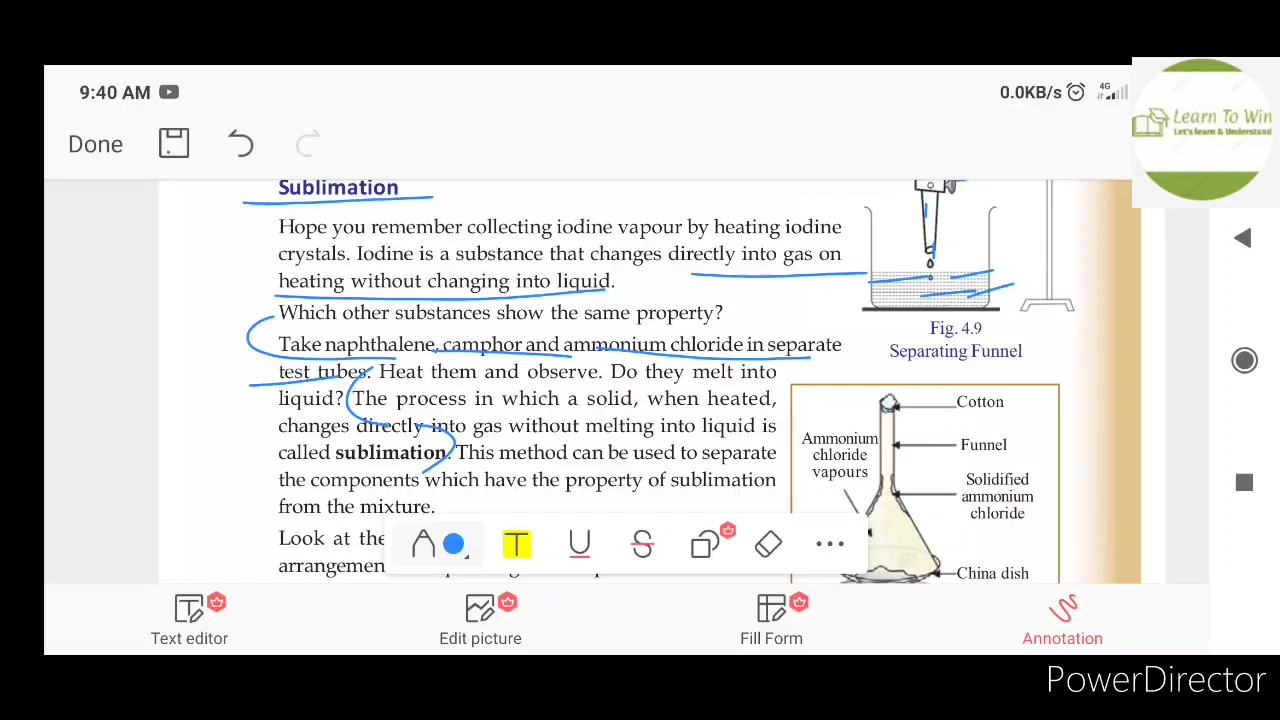 9:40 AM
0.0KB/s 4G
Learn To Win
Let's learn & Understand
Done
Sublimation
Hope you remember collecting iodine vapour by heating iodine
crystals. Iodine is a substance that changes directly into gas on
heating without changing into liquid.
Which other substances show the same property?
Take naphthalene, camphor and ammonium chloride in separate
test tubes. Heat them and observe. Do they melt into
liquid? The process in which a solid, when heated,
changes directly into gas without melting into liquid is
called sublimation. This method can be used to separate
the components which have the property of sublimation
from the mixture.
Look at the
Fig. 4.9
Separating Funnel
Cotton
Funnel
Ammonium
chloride
vapours
Solidified
ammonium
chloride
China dish
T
U
S
Text editor
Edit picture
Fill Form
Annotation
PowerDirector